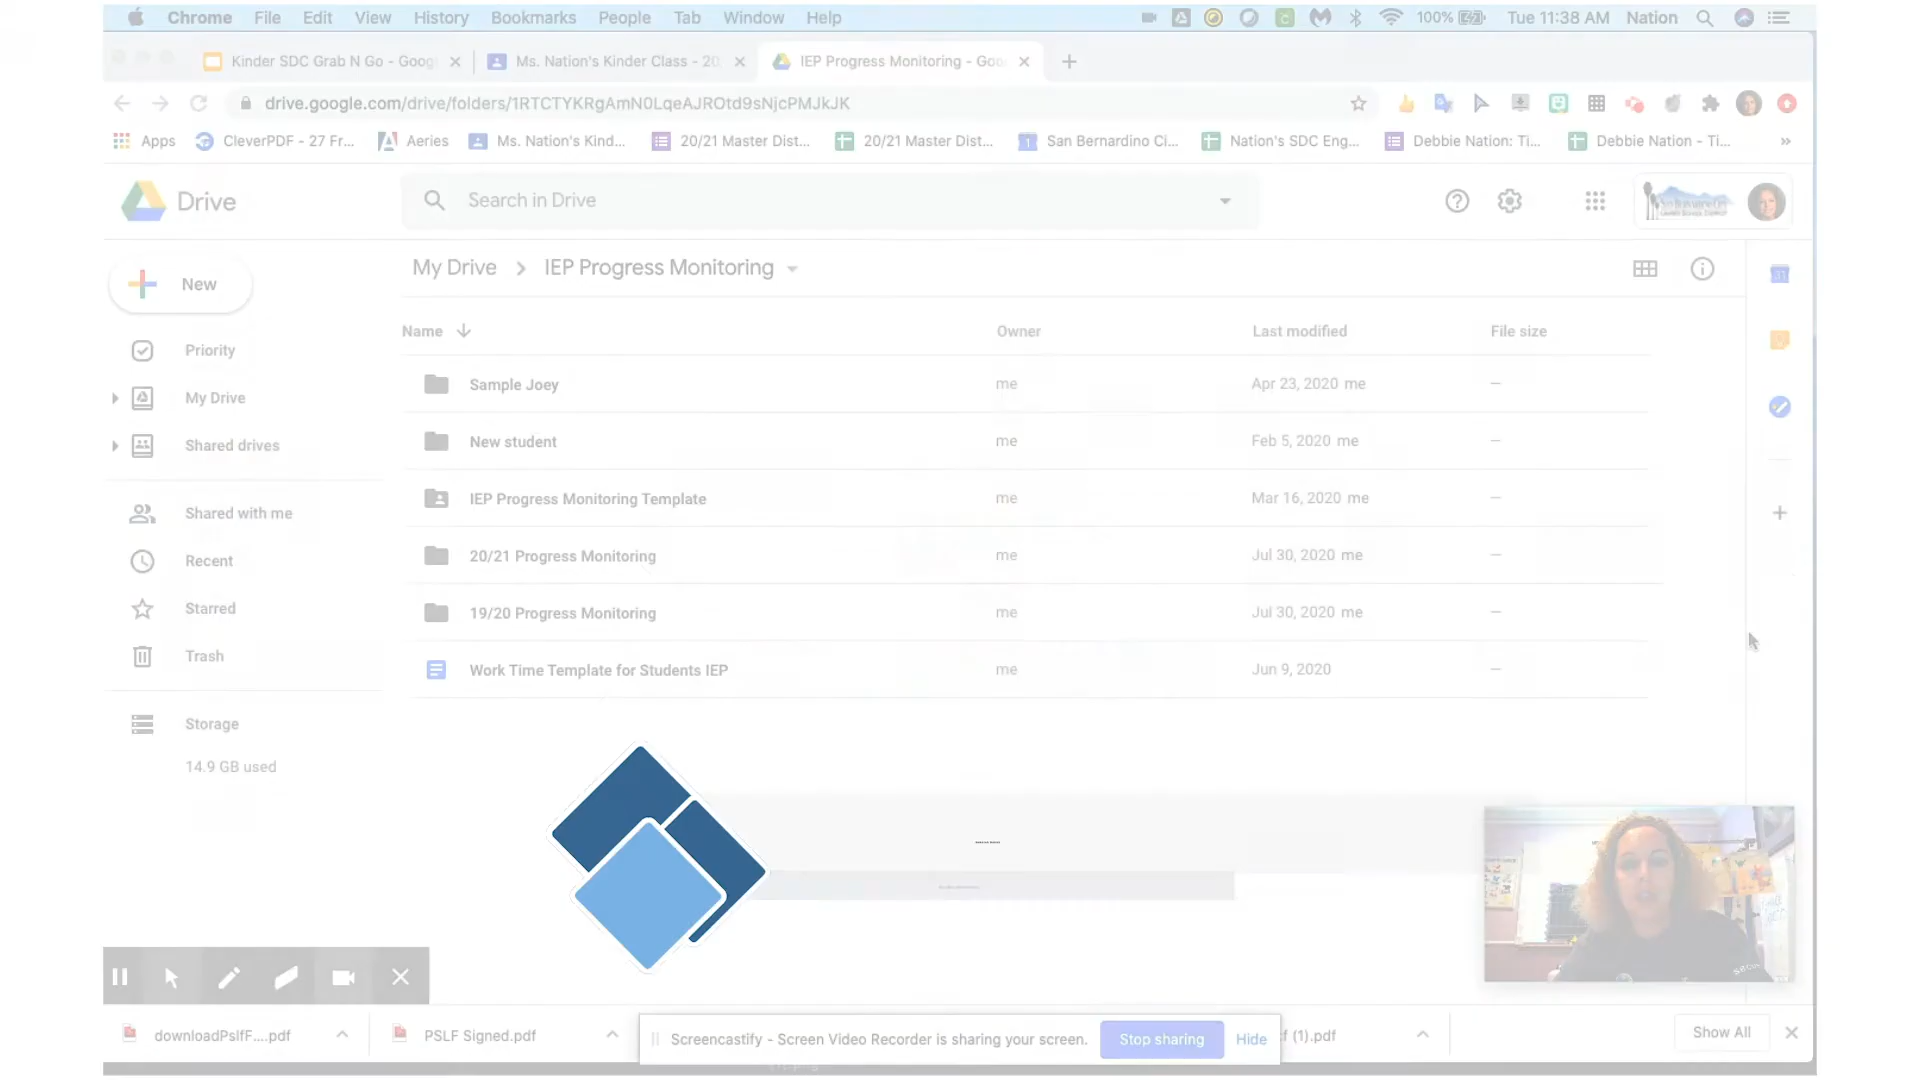 Chrome File Edit View History Bookmarks People Tab Window Help 100% Tue 11:38 AM Nation
Kinder SDC Grab N Go - Goog Ms. Nation's Kinder Class - 20 IEP Progress Monitoring - Goo
drive.google.com/drive/folders/1RTCTYKRgAmN0LqeAJROtd9sNjcPMJkJK
Apps CleverPDF - 27 Fr... Aeries Ms. Nation's Kind... 20/21 Master Dist... 20/21 Master Dist... San Bernardino Ci... Nation's SDC Eng... Debbie Nation: Ti... Debbie Nation - Ti... »
Drive Search in Drive
My Drive > IEP Progress Monitoring
New
Name Owner Last modified File size
Priority
Sample Joey me Apr 23, 2020 me —
My Drive
New student me Feb 5, 2020 me —
Shared drives
IEP Progress Monitoring Template me Mar 16, 2020 me —
Shared with me
20/21 Progress Monitoring me Jul 30, 2020 me —
Recent
19/20 Progress Monitoring me Jul 30, 2020 me —
Starred
Trash
Work Time Template for Students IEP me Jun 9, 2020 —
Storage
14.9 GB used
downloadPslfF....pdf PSLF Signed.pdf Screencastify - Screen Video Recorder is sharing your screen. Stop sharing Hide f (1).pdf Show All